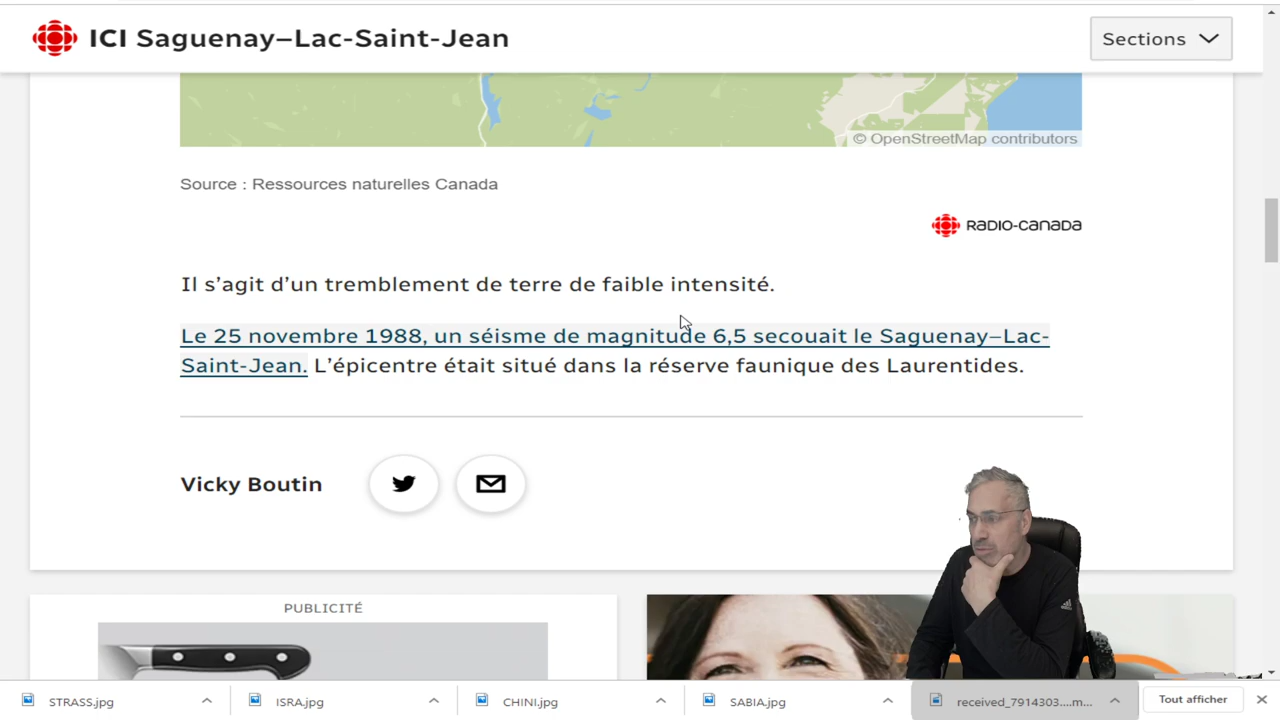 ICI Saguenay–Lac-Saint-Jean
Sections
© OpenStreetMap contributors
Source : Ressources naturelles Canada
RADIO-CANADA
Il s’agit d’un tremblement de terre de faible intensité.
Le 25 novembre 1988, un séisme de magnitude 6,5 secouait le Saguenay–Lac-
Saint-Jean. L’épicentre était situé dans la réserve faunique des Laurentides.
Vicky Boutin
PUBLICITÉ
STRASS.jpg
ISRA.jpg
CHINI.jpg
SABIA.jpg
received_7914303....m...
Tout afficher